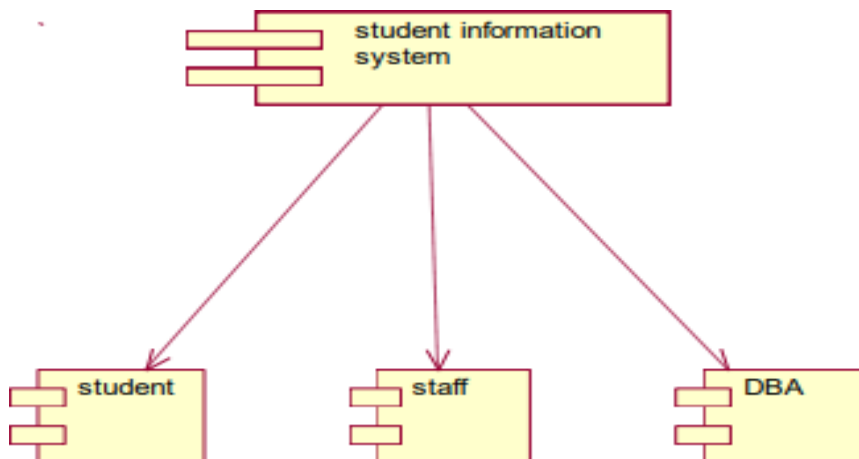 student information
system
student
staff
DBA